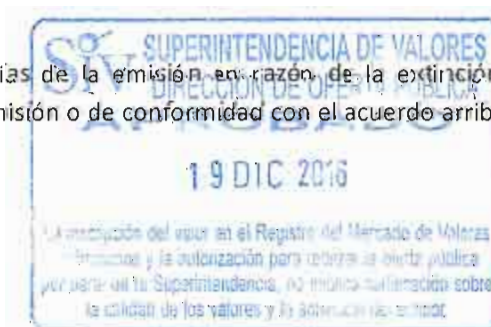 SIV SUPERINTENDENCIA DE VALORES
ias de la emisión en razón de la extinción
DIRECCIÓN DE OFERTA PÚBLICA
nisión o de conformidad con el acuerdo arrib
APROBADO
19 DIC 2016
La inscripción del valor en el Registro del Mercado de Valores
y la autorización para realizar la oferta pública
por parte de la Superintendencia, no implica certificación sobre
la calidad de los valores y la solvencia del emisor